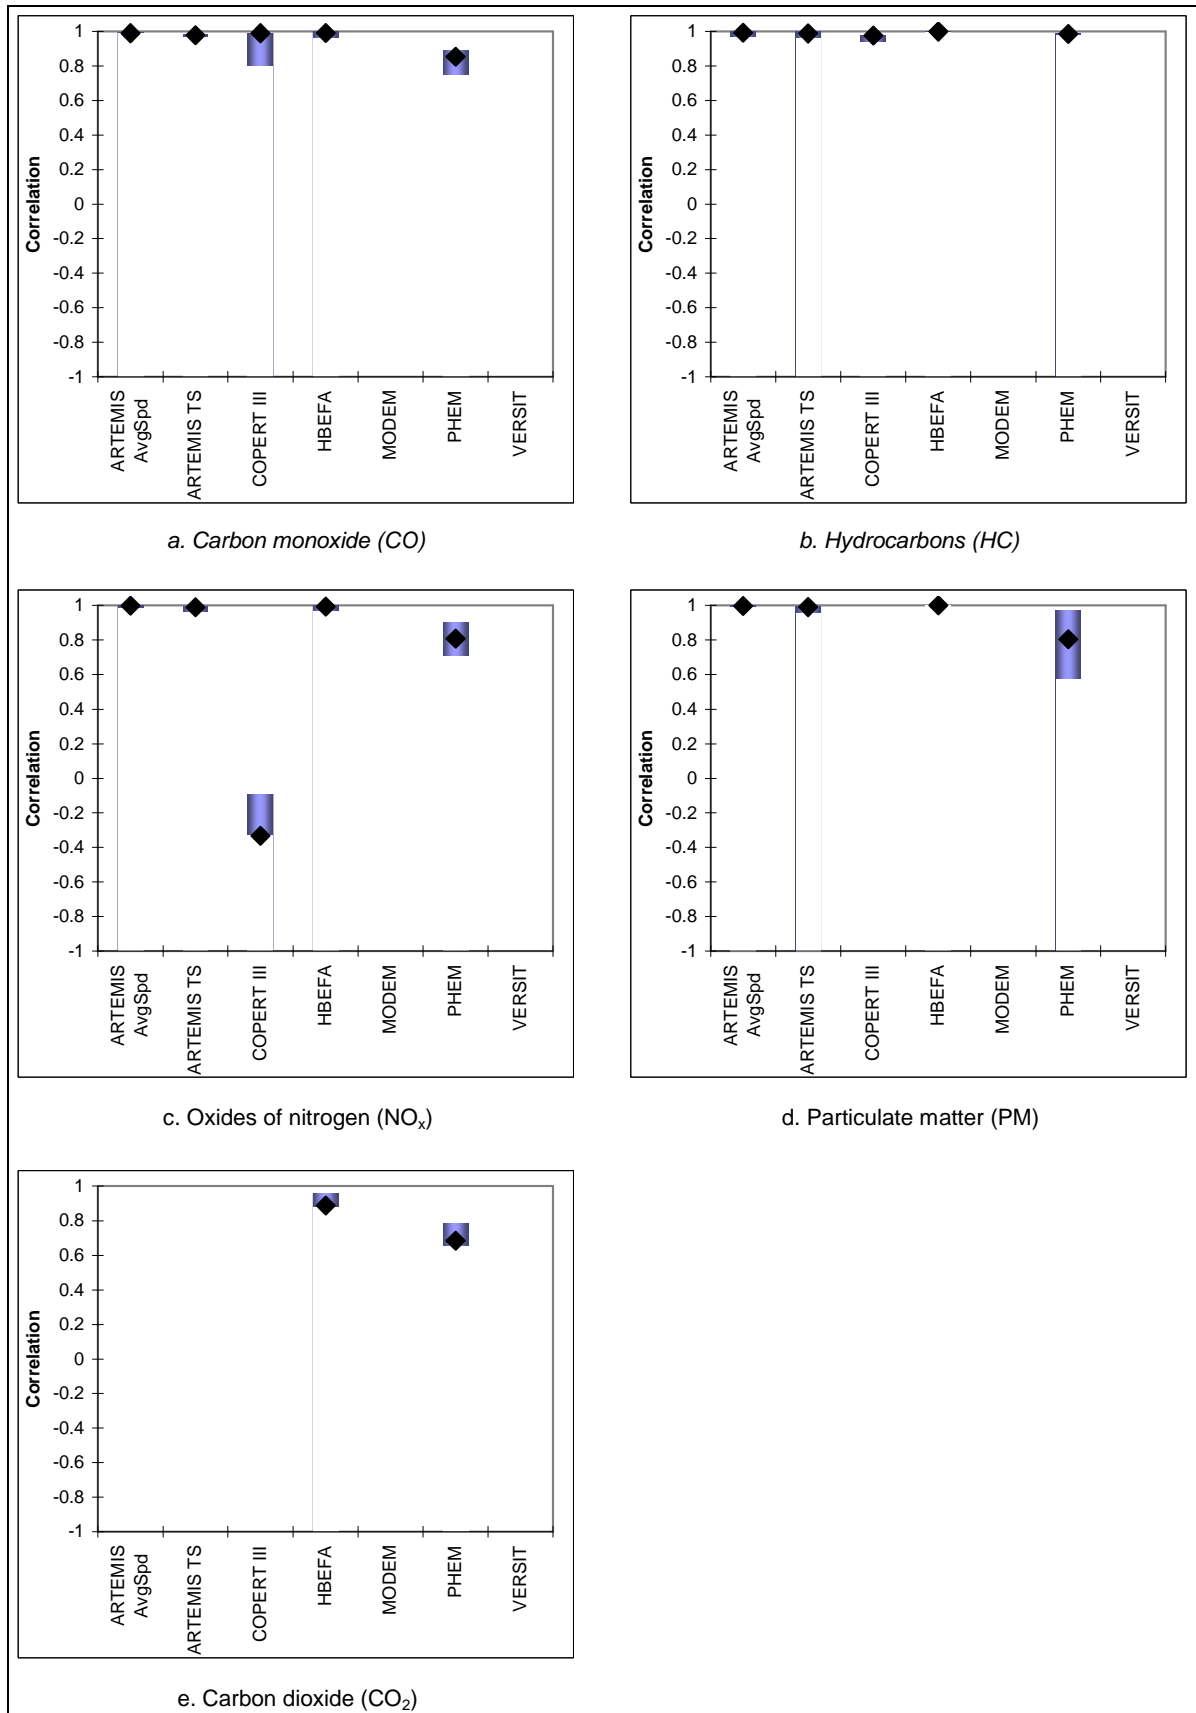 1
0.8
0.6
0.4
0.2
0
-0.2
-0.4
-0.6
-0.8
-1
Correlation
ARTEMIS
AvgSpd
ARTEMIS TS
COPERT III
HBEFA
MODEM
PHEM
VERSIT
a. Carbon monoxide (CO)
1
0.8
0.6
0.4
0.2
0
-0.2
-0.4
-0.6
-0.8
-1
Correlation
ARTEMIS
AvgSpd
ARTEMIS TS
COPERT III
HBEFA
MODEM
PHEM
VERSIT
b. Hydrocarbons (HC)
1
0.8
0.6
0.4
0.2
0
-0.2
-0.4
-0.6
-0.8
-1
Correlation
ARTEMIS
AvgSpd
ARTEMIS TS
COPERT III
HBEFA
MODEM
PHEM
VERSIT
c. Oxides of nitrogen (NOx)
1
0.8
0.6
0.4
0.2
0
-0.2
-0.4
-0.6
-0.8
-1
Correlation
ARTEMIS
AvgSpd
ARTEMIS TS
COPERT III
HBEFA
MODEM
PHEM
VERSIT
d. Particulate matter (PM)
1
0.8
0.6
0.4
0.2
0
-0.2
-0.4
-0.6
-0.8
-1
Correlation
ARTEMIS
AvgSpd
ARTEMIS TS
COPERT III
HBEFA
MODEM
PHEM
VERSIT
e. Carbon dioxide (CO2)